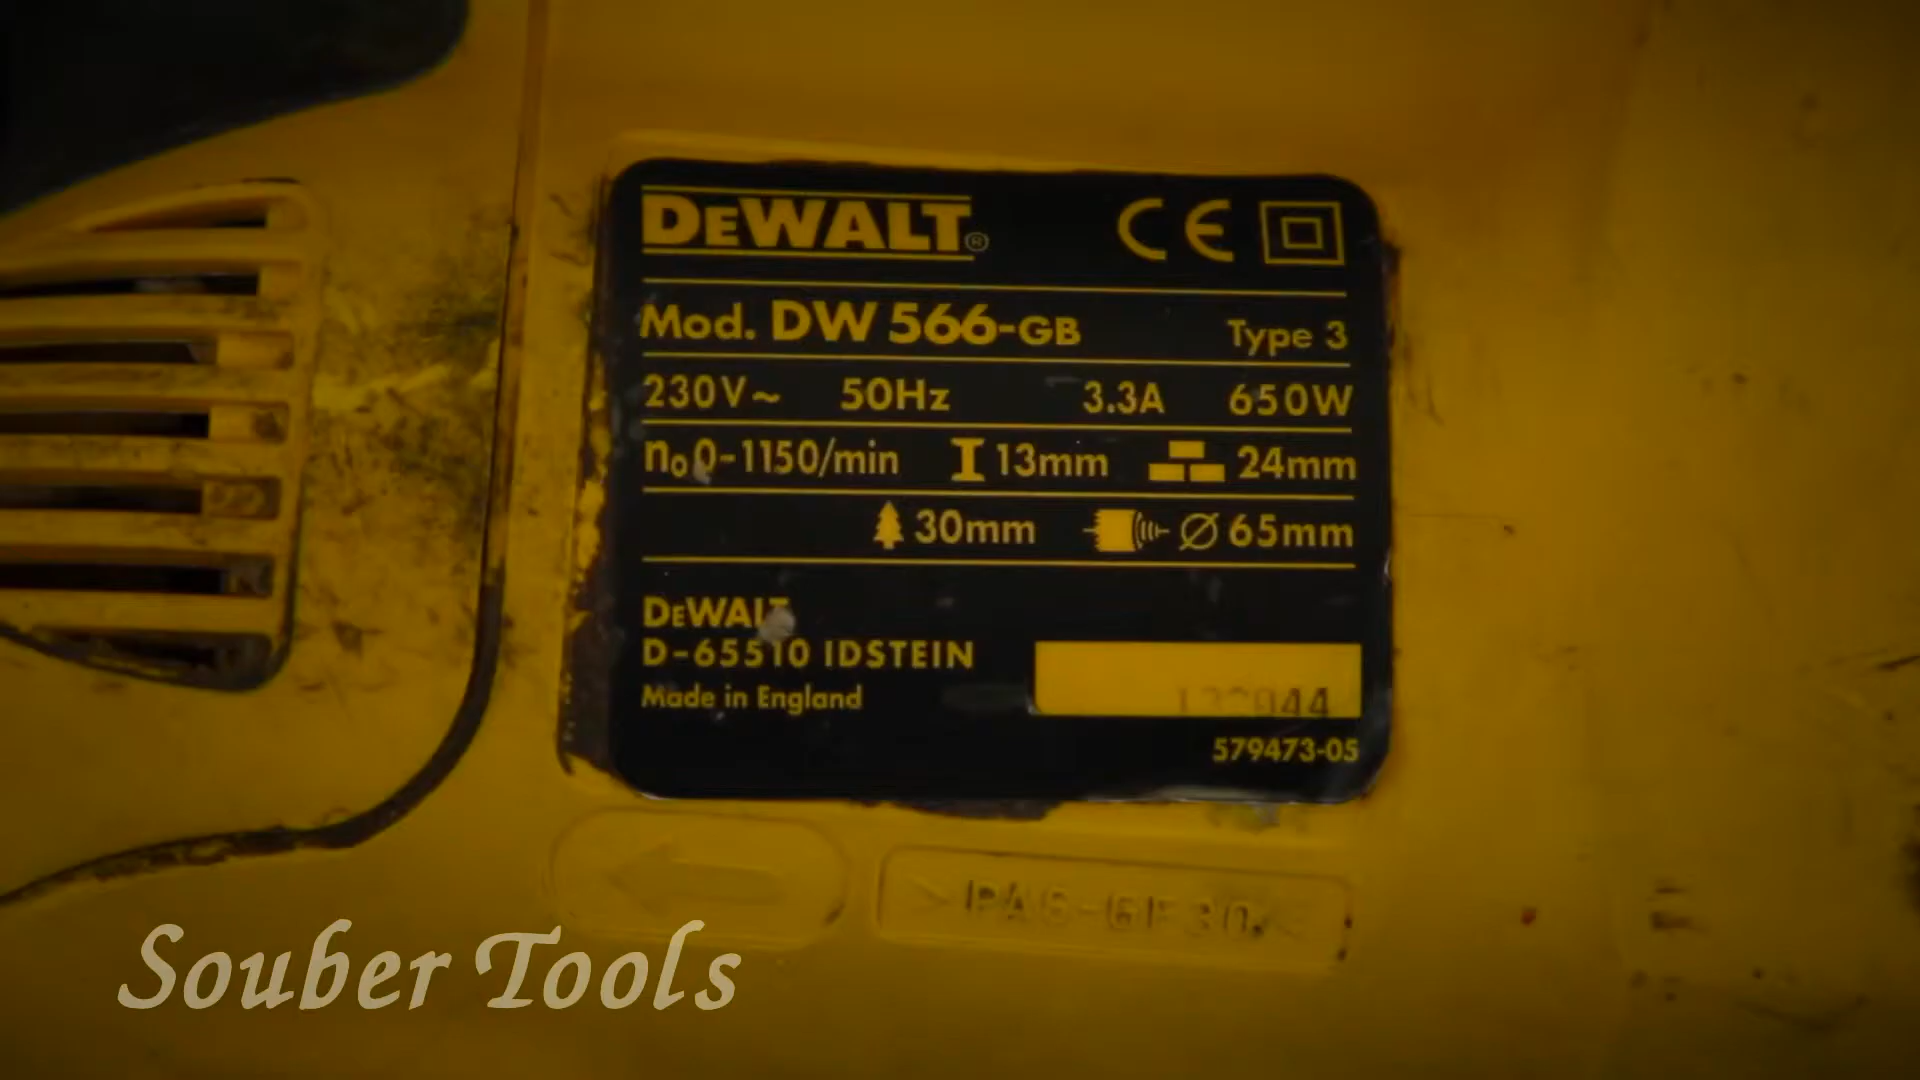 DEWALT®
CE
Mod. DW 566-GB Type 3
230V~ 50Hz 3.3A 650W
n₀ 0-1150/min 13mm 24mm
30mm Ø 65mm
DEWALT
D-65510 IDSTEIN
Made in England
579473-05
Souber Tools